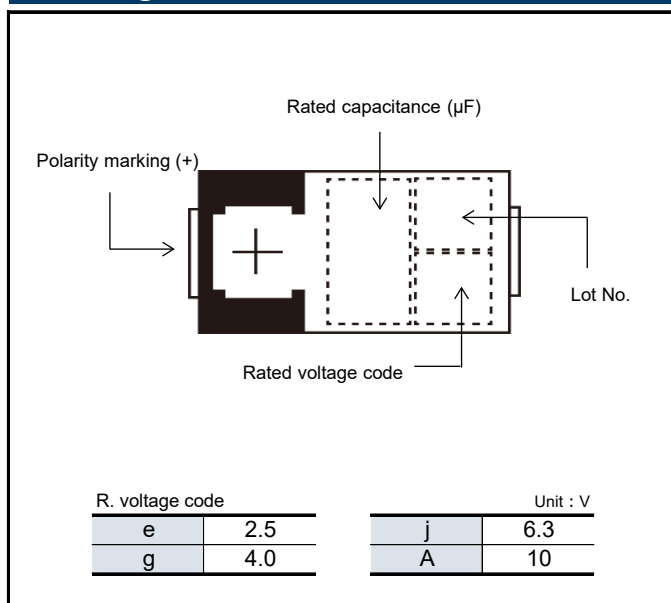 Rated capacitance (µF)
Polarity marking (+)
Lot No.
Rated voltage code
R. voltage code
Unit : V
e 2.5 j 6.3
g 4.0 A 10